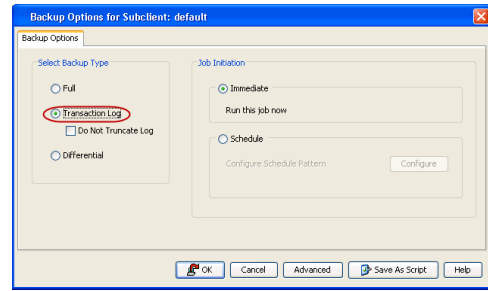 Backup Options for Subclient: default
Backup Options
Select Backup Type
Full
Transaction Log
Do Not Truncate Log
Differential
Job Initiation
Immediate
Run this job now
Schedule
Configure Schedule Pattern
Configure
OK
Cancel
Advanced
Save As Script
Help